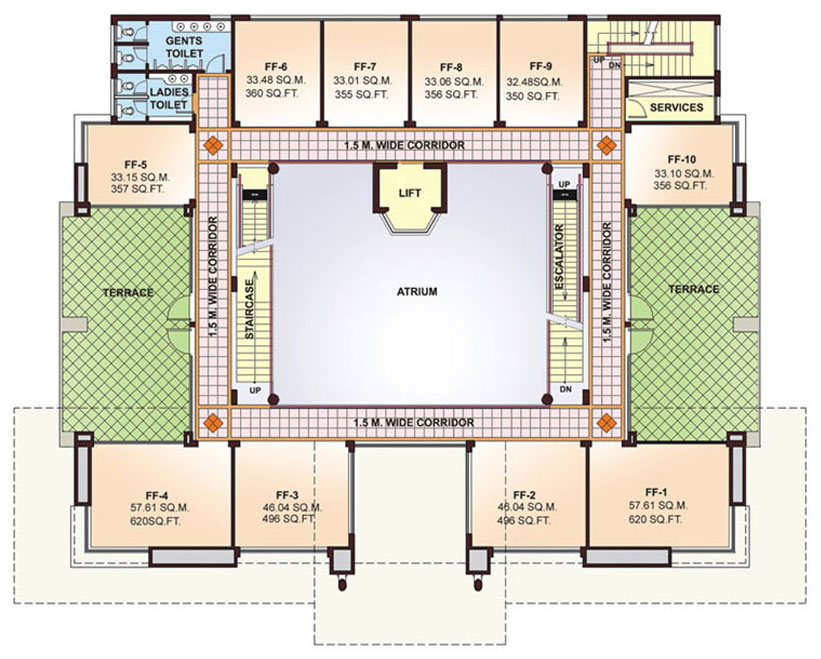 GENTS
TOILET
LADIES
TOILET
FF-6
33.48 SQ.M.
360 SQ.FT.
FF-7
33.01 SQ.M.
355 SQ.FT.
FF-8
33.06 SQ.M.
356 SQ.FT.
FF-9
32.48SQ.M.
350 SQ.FT.
UP
DN
SERVICES
1.5 M. WIDE CORRIDOR
FF-5
33.15 SQ.M.
357 SQ.FT.
FF-10
33.10 SQ.M.
356 SQ.FT.
LIFT
UP
TERRACE
1.5 M. WIDE CORRIDOR
STAIRCASE
UP
ATRIUM
ESCALATOR
DN
1.5 M. WIDE CORRIDOR
TERRACE
1.5 M. WIDE CORRIDOR
FF-4
57.61 SQ.M.
620SQ.FT.
FF-3
46.04 SQ.M.
496 SQ.FT.
FF-2
46.04 SQ.M.
496 SQ.FT.
FF-1
57.61 SQ.M.
620 SQ.FT.